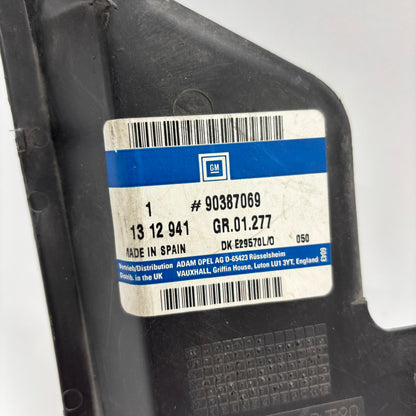 GM
1 # 90387069
13 12 941 GR.01.277
MADE IN SPAIN DK-E29570L/0 050
Vertrieb/Distribution ADAM OPEL AG D-65423 Rüsselsheim
Distrib. in the UK VAUXHALL, Griffin House, Luton LU1 3YT, England